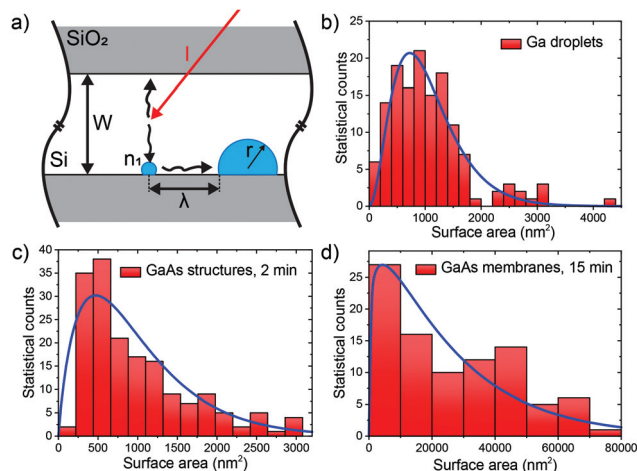 a)
SiO₂
I
W
n₁
r
Si
λ
b)
Ga droplets
Statistical counts
25
20
15
10
5
0
0 1000 2000 3000 4000
Surface area (nm²)
c)
GaAs structures, 2 min
Statistical counts
40
35
30
25
20
15
10
5
0
0 500 1000 1500 2000 2500 3000
Surface area (nm²)
d)
GaAs membranes, 15 min
Statistical counts
25
20
15
10
5
0
0 20000 40000 60000 80000
Surface area (nm²)